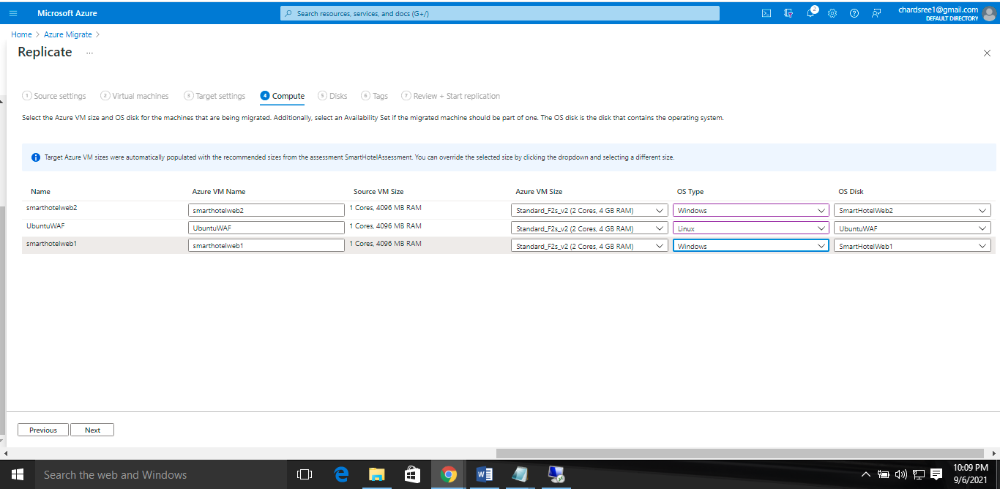 Microsoft Azure
Search resources, services, and docs (G+/)
2
chardsree1@gmail.com
DEFAULT DIRECTORY
Home > Azure Migrate >
Replicate ...
1 Source settings 2 Virtual machines 3 Target settings 4 Compute 5 Disks 6 Tags 7 Review + Start replication
Select the Azure VM size and OS disk for the machines that are being migrated. Additionally, select an Availability Set if the migrated machine should be part of one. The OS disk is the disk that contains the operating system.
Target Azure VM sizes were automatically populated with the recommended sizes from the assessment SmartHotelAssessment. You can override the selected size by clicking the dropdown and selecting a different size.
Name Azure VM Name Source VM Size Azure VM Size OS Type OS Disk
smarthotelweb2 smarthotelweb2 1 Cores, 4096 MB RAM Standard_F2s_v2 (2 Cores, 4 GB RAM) Windows SmartHotelWeb2
UbuntuWAF UbuntuWAF 1 Cores, 4096 MB RAM Standard_F2s_v2 (2 Cores, 4 GB RAM) Linux UbuntuWAF
smarthotelweb1 smarthotelweb1 1 Cores, 4096 MB RAM Standard_F2s_v2 (2 Cores, 4 GB RAM) Windows SmartHotelWeb1
Previous Next
Search the web and Windows
10:09 PM
9/6/2021